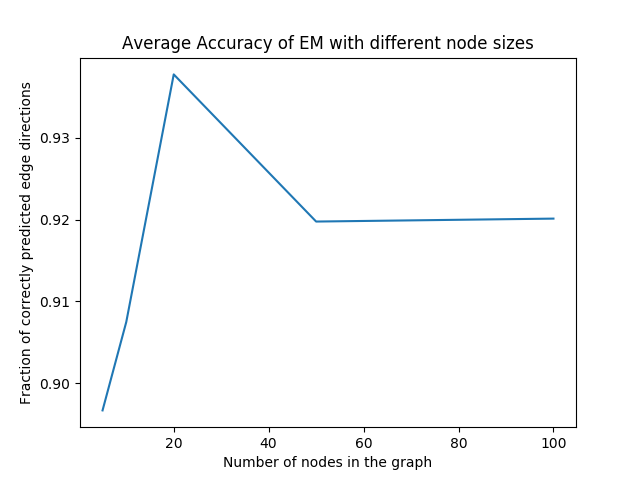 Average Accuracy of EM with different node sizes
Fraction of correctly predicted edge directions
0.93
0.92
0.91
0.90
20 40 60 80 100
Number of nodes in the graph